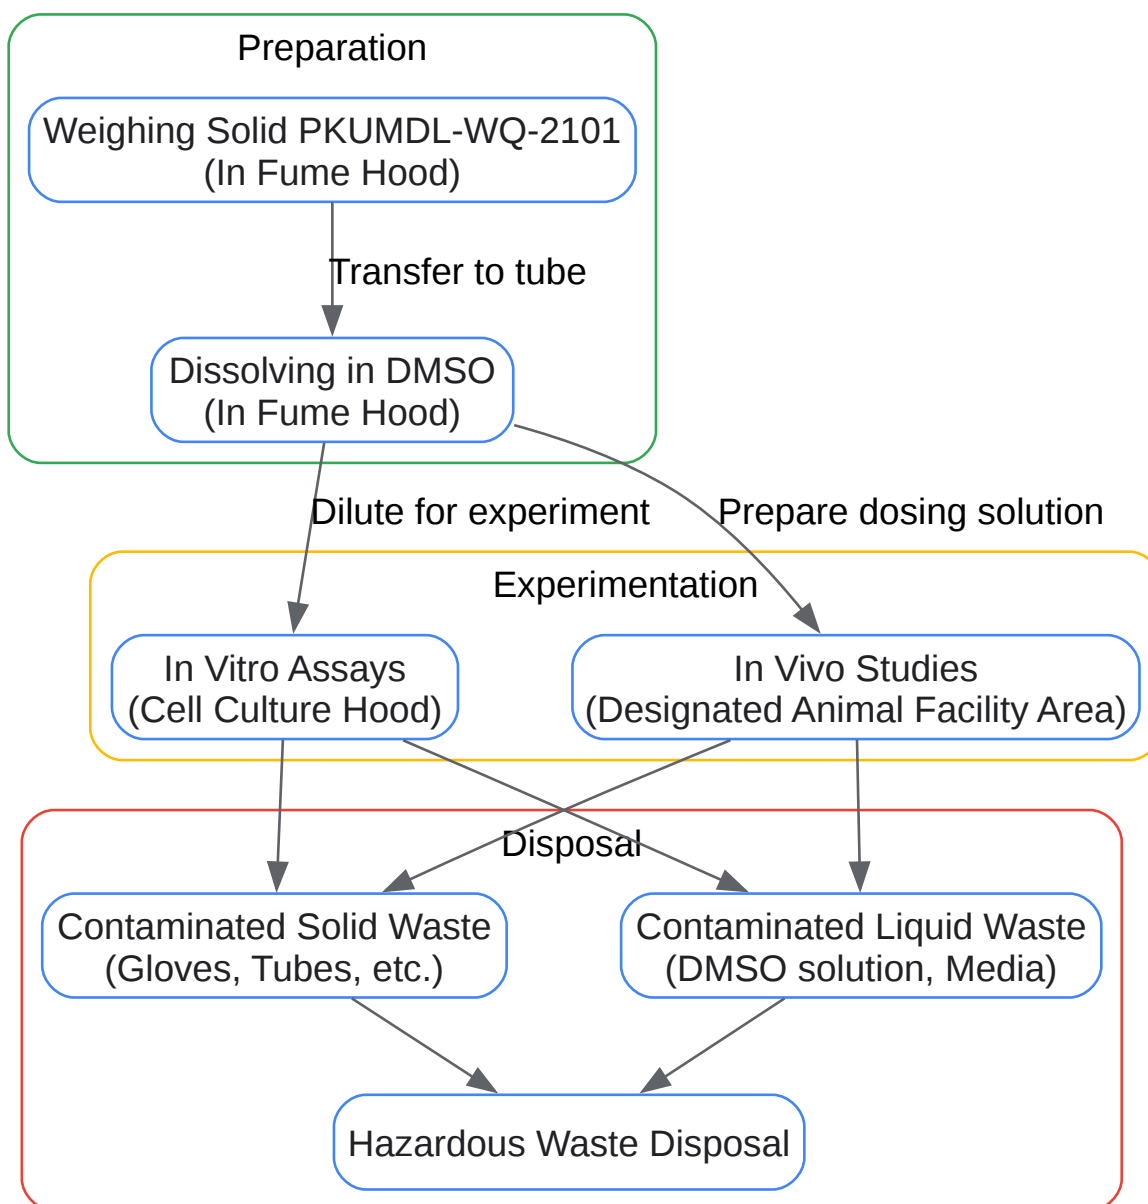 Preparation
Weighing Solid PKUMDL-WQ-2101
(In Fume Hood)
Transfer to tube
Dissolving in DMSO
(In Fume Hood)
Dilute for experiment
Prepare dosing solution
Experimentation
In Vitro Assays
(Cell Culture Hood)
In Vivo Studies
(Designated Animal Facility Area)
Disposal
Contaminated Solid Waste
(Gloves, Tubes, etc.)
Contaminated Liquid Waste
(DMSO solution, Media)
Hazardous Waste Disposal